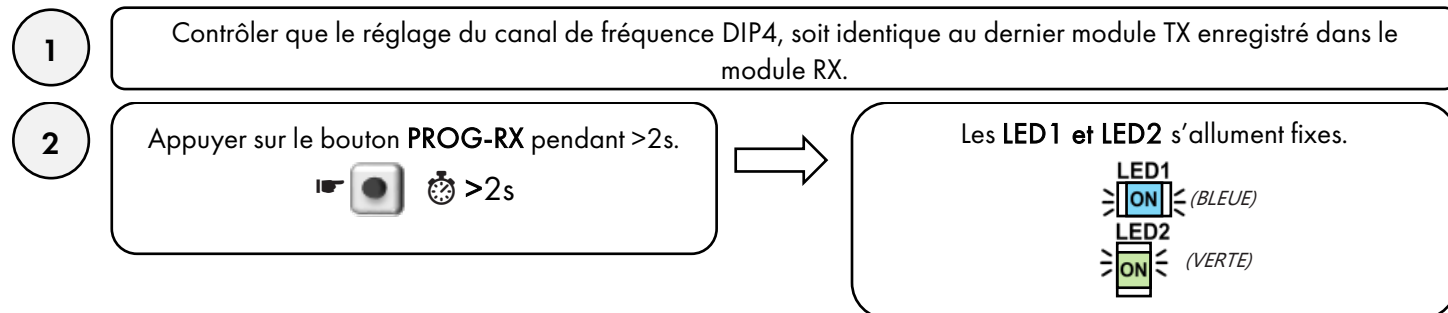 1
Contrôler que le réglage du canal de fréquence DIP4, soit identique au dernier module TX enregistré dans le
module RX.
2
Appuyer sur le bouton PROG-RX pendant >2s.
>2s
Les LED1 et LED2 s'allument fixes.
LED1
ON (BLEUE)
LED2
ON (VERTE)